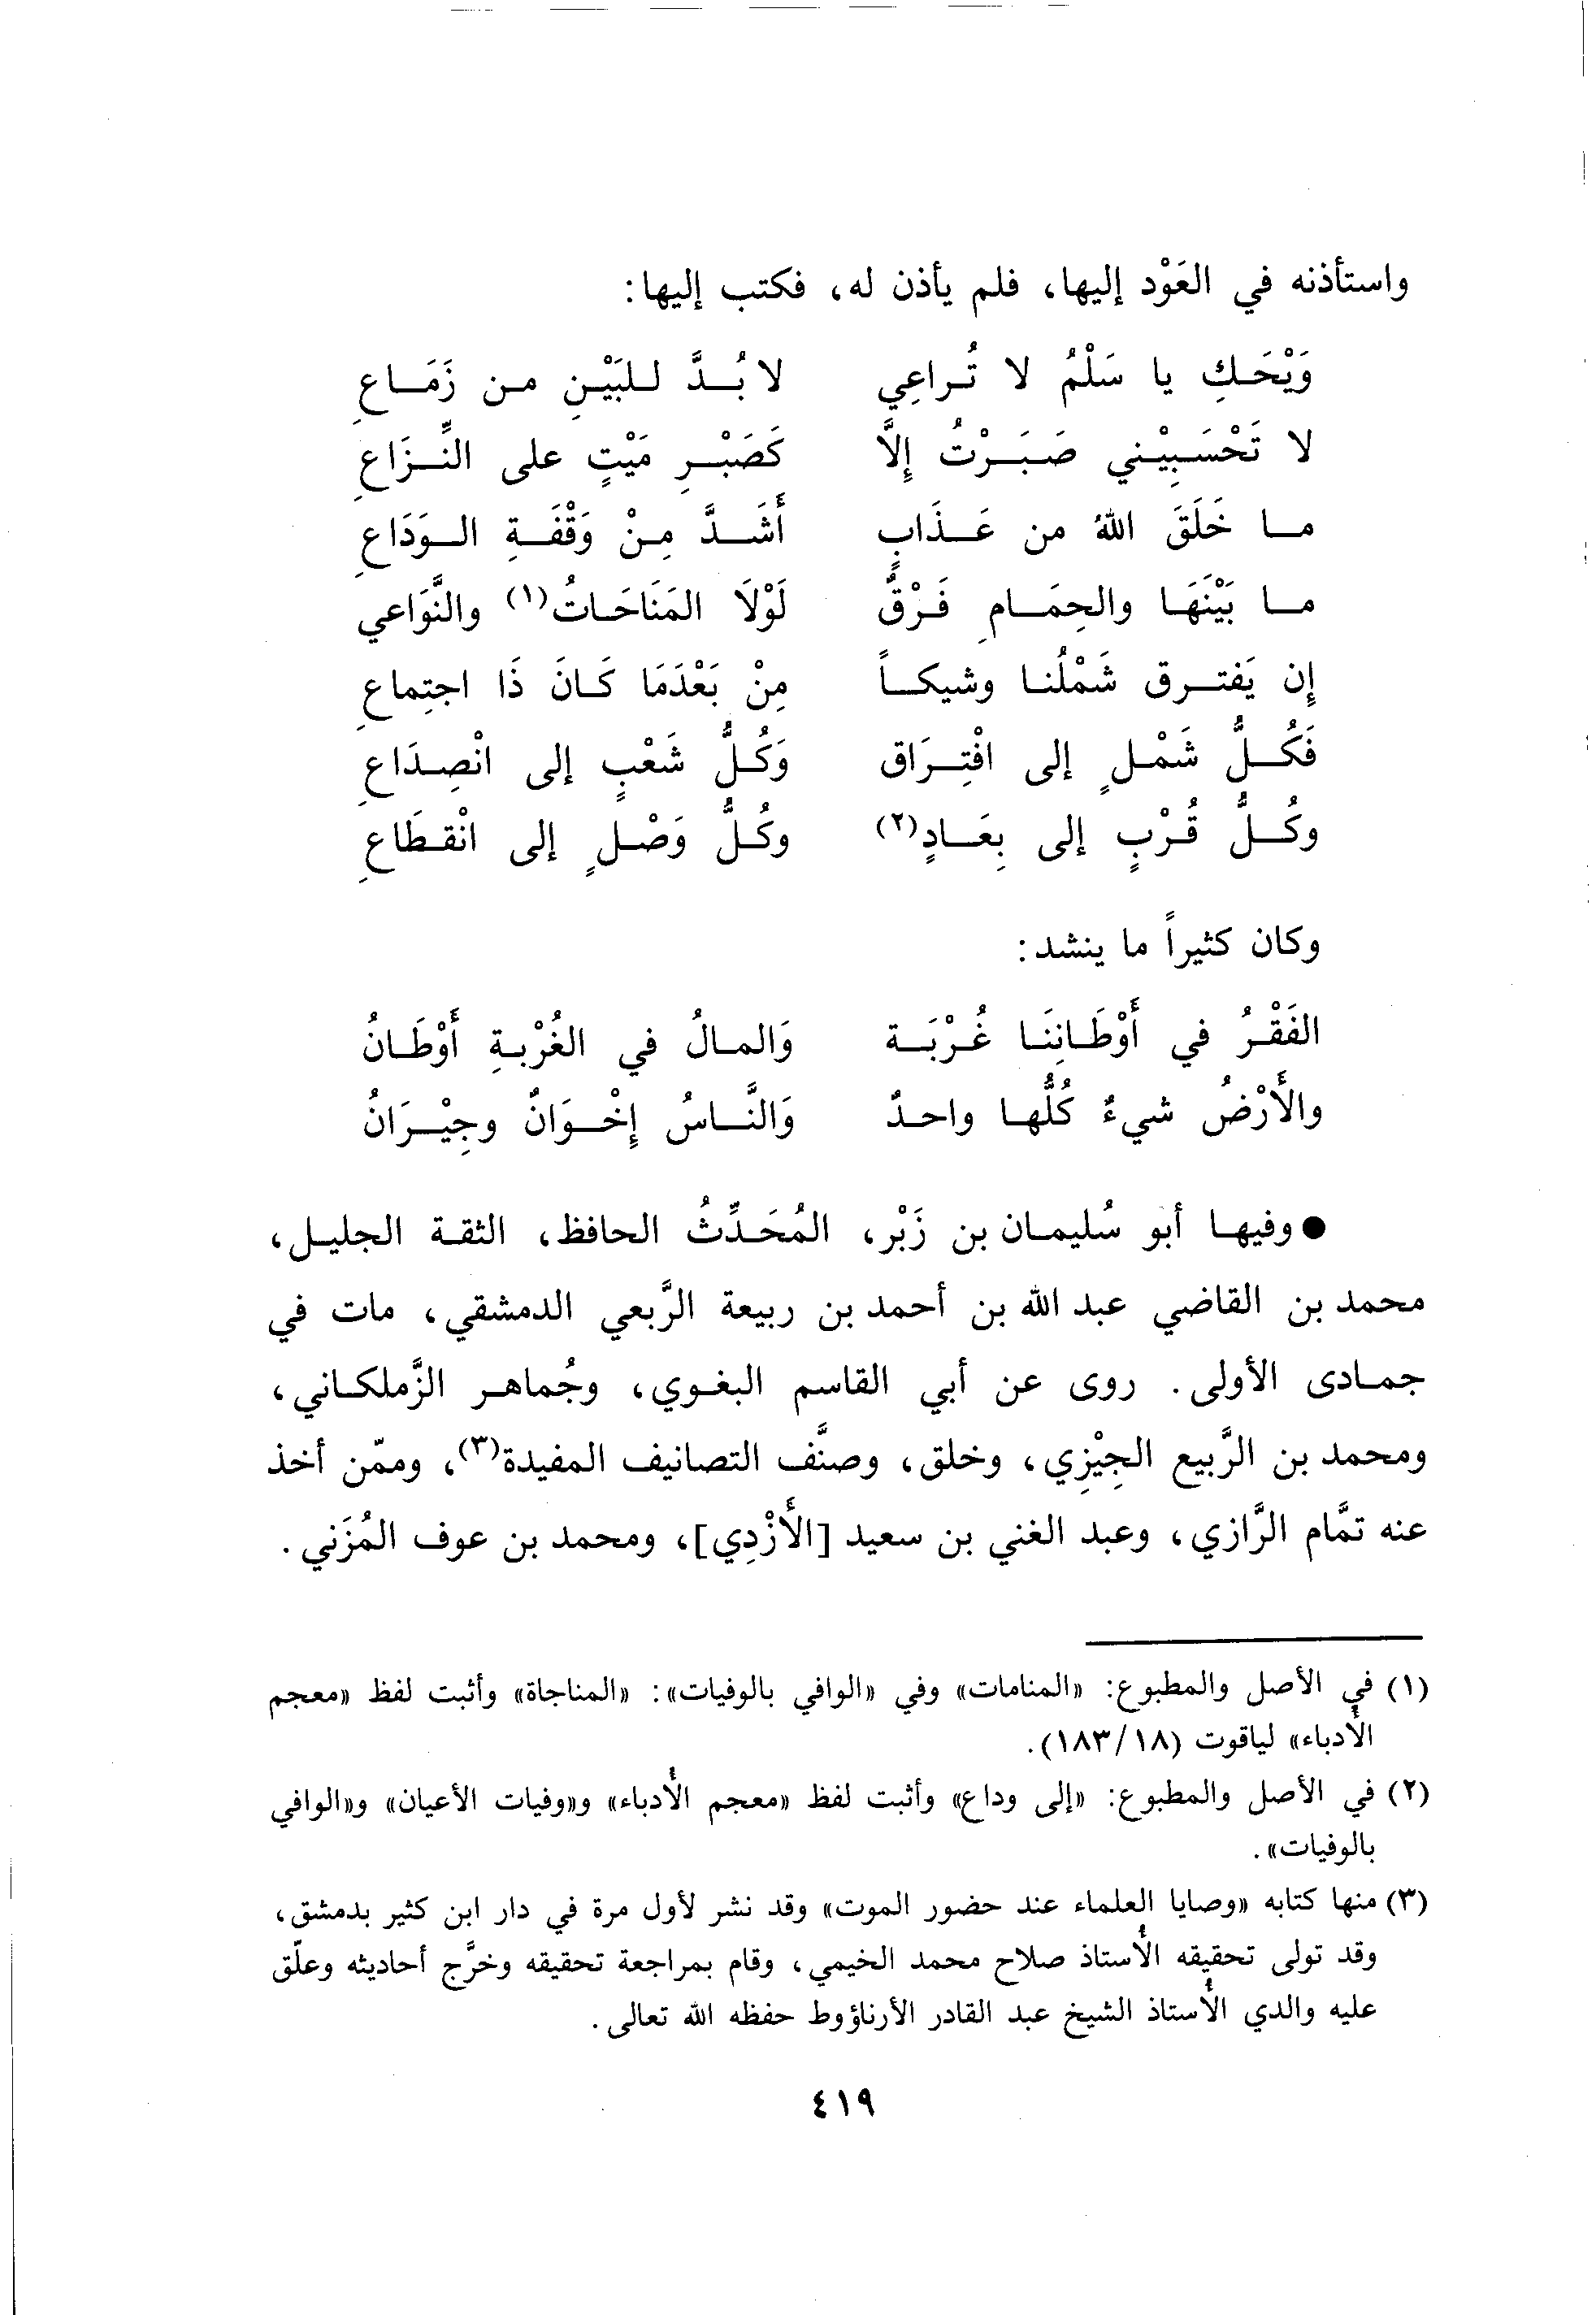 واستأذنه في العَوْد إليها، فلم يأذن له، فكتب إليها:
وَيْحَكِ يا سَلْمُ لا تُراعِي لا بُدَّ للبَيْنِ من زَمَاعِ
لا تَحْسَبِيْني صَبَرْتُ إِلَّا كَصَبْرِ مَيْتٍ على النِّزَاعِ
ما خَلَقَ اللهُ من عَذَابٍ أَشَدَّ مِنْ وَقْفَةِ الوَدَاعِ
ما بَيْنَهَا والحِمَامِ فَرْقٌ لَوْلَا المَنَاحَاتُ(١) والنَّوَاعي
إِن يَفترق شَمْلُنا وشيكاً مِنْ بَعْدَمَا كَانَ ذَا اجتِماعِ
فَكُلُّ شَمْلٍ إلى افْتِرَاق وَكُلُّ شَعْبٍ إلى انْصِدَاعِ
وكُلُّ قُرْبٍ إلى بِعَادٍ(٢) وكُلُّ وَصْلٍ إلى انْقطَاعِ
وكان كثيراً ما ينشد:
الفَقْرُ في أَوْطَانِنَا غُرْبَة وَالمالُ في الغُرْبةِ أَوْطَانُ
والأَرْضُ شيءٌ كُلُّها واحدٌ وَالنَّاسُ إِخْوَانٌ وجِيْرَانُ
● وفيها أبو سُليمان بن زَبْر، المُحَدِّثُ الحافظ، الثقة الجليل،
محمد بن القاضي عبد الله بن أحمد بن ربيعة الرَّبعي الدمشقي، مات في
جمادى الأولى. روى عن أبي القاسم البغوي، وجُماهر الزَّملكاني،
ومحمد بن الرَّبيع الجِيْزِي، وخلق، وصنَّف التصانيف المفيدة(٣)، وممّن أخذ
عنه تمَّام الرَّازي، وعبد الغني بن سعيد [الأَزْدِي]، ومحمد بن عوف المُزَني.
(١) في الأصل والمطبوع: «المنامات» وفي «الوافي بالوفيات»: «المناجاة» وأثبت لفظ «معجم
الأُدباء» لياقوت (١٨/ ١٨٣).
(٢) في الأصل والمطبوع: «إلى وداع» وأثبت لفظ «معجم الأُدباء» و«وفيات الأعيان» و«الوافي
بالوفيات».
(٣) منها كتابه «وصايا العلماء عند حضور الموت» وقد نشر لأول مرة في دار ابن كثير بدمشق،
وقد تولى تحقيقه الأُستاذ صلاح محمد الخيمي، وقام بمراجعة تحقيقه وخرَّج أحاديثه وعلّق
عليه والدي الأُستاذ الشيخ عبد القادر الأرناؤوط حفظه الله تعالى.
٤١٩